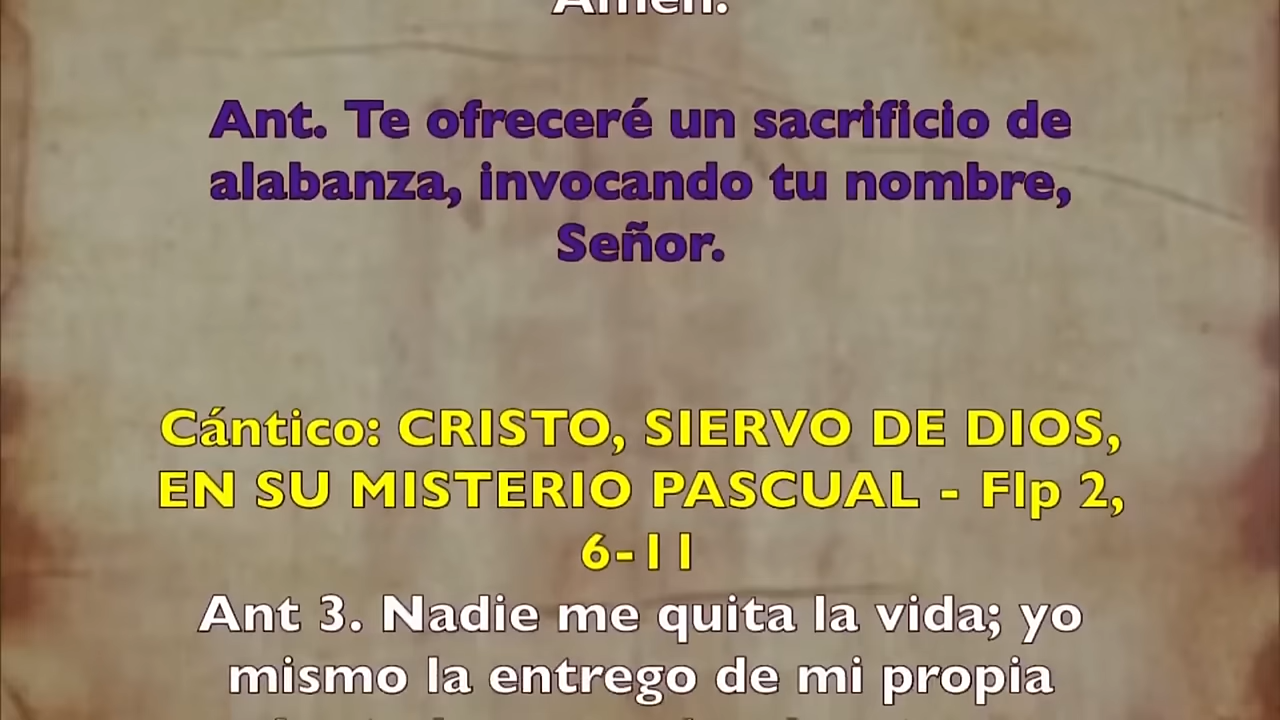 Amén.
Ant. Te ofreceré un sacrificio de
alabanza, invocando tu nombre,
Señor.
Cántico: CRISTO, SIERVO DE DIOS,
EN SU MISTERIO PASCUAL - Flp 2,
6-11
Ant 3. Nadie me quita la vida; yo
mismo la entrego de mi propia